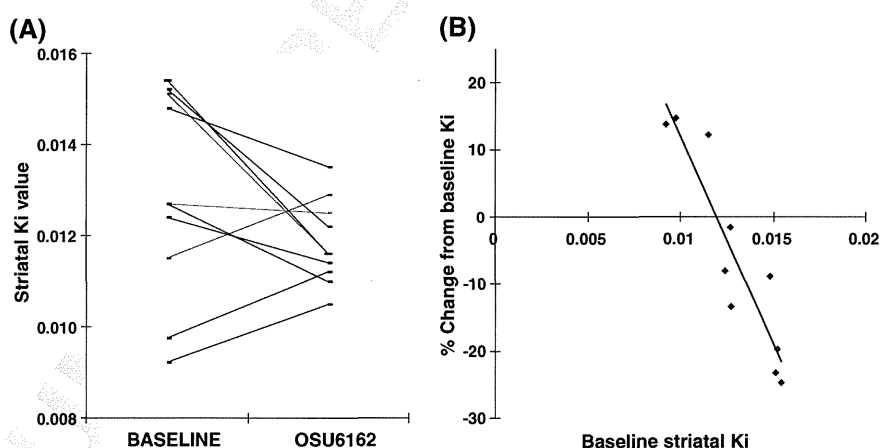 (A)
0.016
0.014
0.012
0.010
0.008
Striatal Ki value
BASELINE OSU6162
(B)
20
10
0
-10
-20
-30
% Change from baseline Ki
0 0.005 0.01 0.015 0.02
Baseline striatal Ki